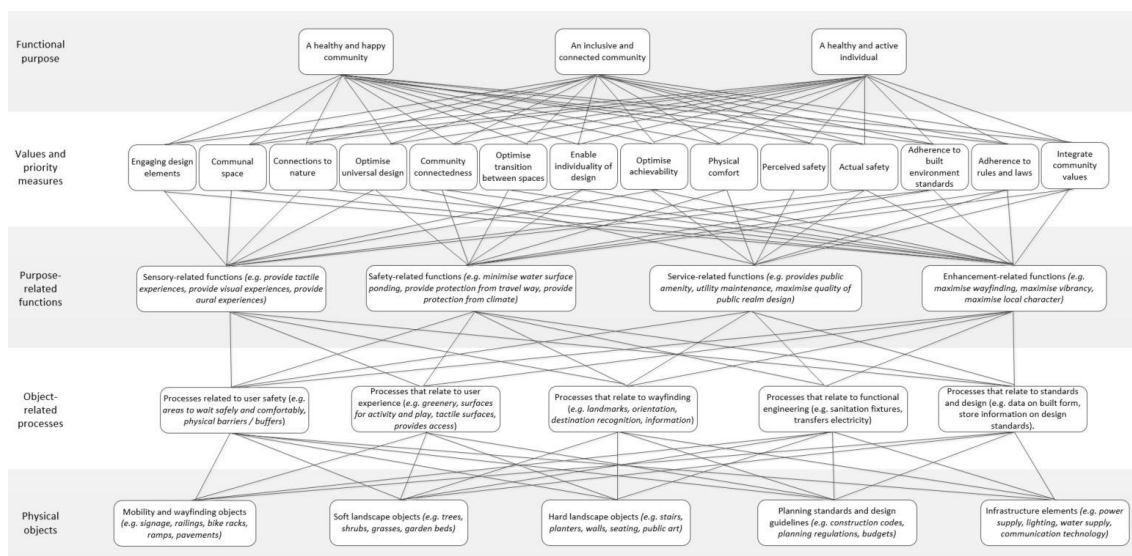 Functional
purpose
A healthy and happy
community
An inclusive and
connected community
A healthy and active
individual
Values and
priority
measures
Engaging design
elements
Communal
space
Connections to
nature
Optimise
universal design
Community
connectedness
Optimise
transition
between spaces
Enable
individuality of
design
Optimise
achievability
Physical
comfort
Perceived safety
Actual safety
Adherence to
built
environment
standards
Adherence to
rules and laws
Integrate
community
values
Purpose-
related
functions
Sensory-related functions (e.g. provide tactile
experiences, provide visual experiences, provide
aural experiences)
Safety-related functions (e.g. minimise water surface
ponding, provide protection from travel way, provide
protection from climate)
Service-related functions (e.g. provides public
amenity, utility maintenance, maximise quality of
public realm design)
Enhancement-related functions (e.g.
maximise wayfinding, maximise vibrancy,
maximise local character)
Object-
related
processes
Processes related to user safety (e.g.
areas to wait safely and comfortably,
physical barriers / buffers)
Processes that relate to user
experience (e.g. greenery, surfaces
for activity and play, tactile surfaces,
provides access)
Processes that relate to wayfinding
(e.g. landmarks, orientation,
destination recognition, information)
Processes that relate to functional
engineering (e.g. sanitation fixtures,
transfers electricity)
Processes that relate to standards
and design (e.g. data on built form,
store information on design
standards).
Physical
objects
Mobility and wayfinding objects
(e.g. signage, railings, bike racks,
ramps, pavements)
Soft landscape objects (e.g. trees,
shrubs, grasses, garden beds)
Hard landscape objects (e.g. stairs,
planters, walls, seating, public art)
Planning standards and design
guidelines (e.g. construction codes,
planning regulations, budgets)
Infrastructure elements (e.g. power
supply, lighting, water supply,
communication technology)